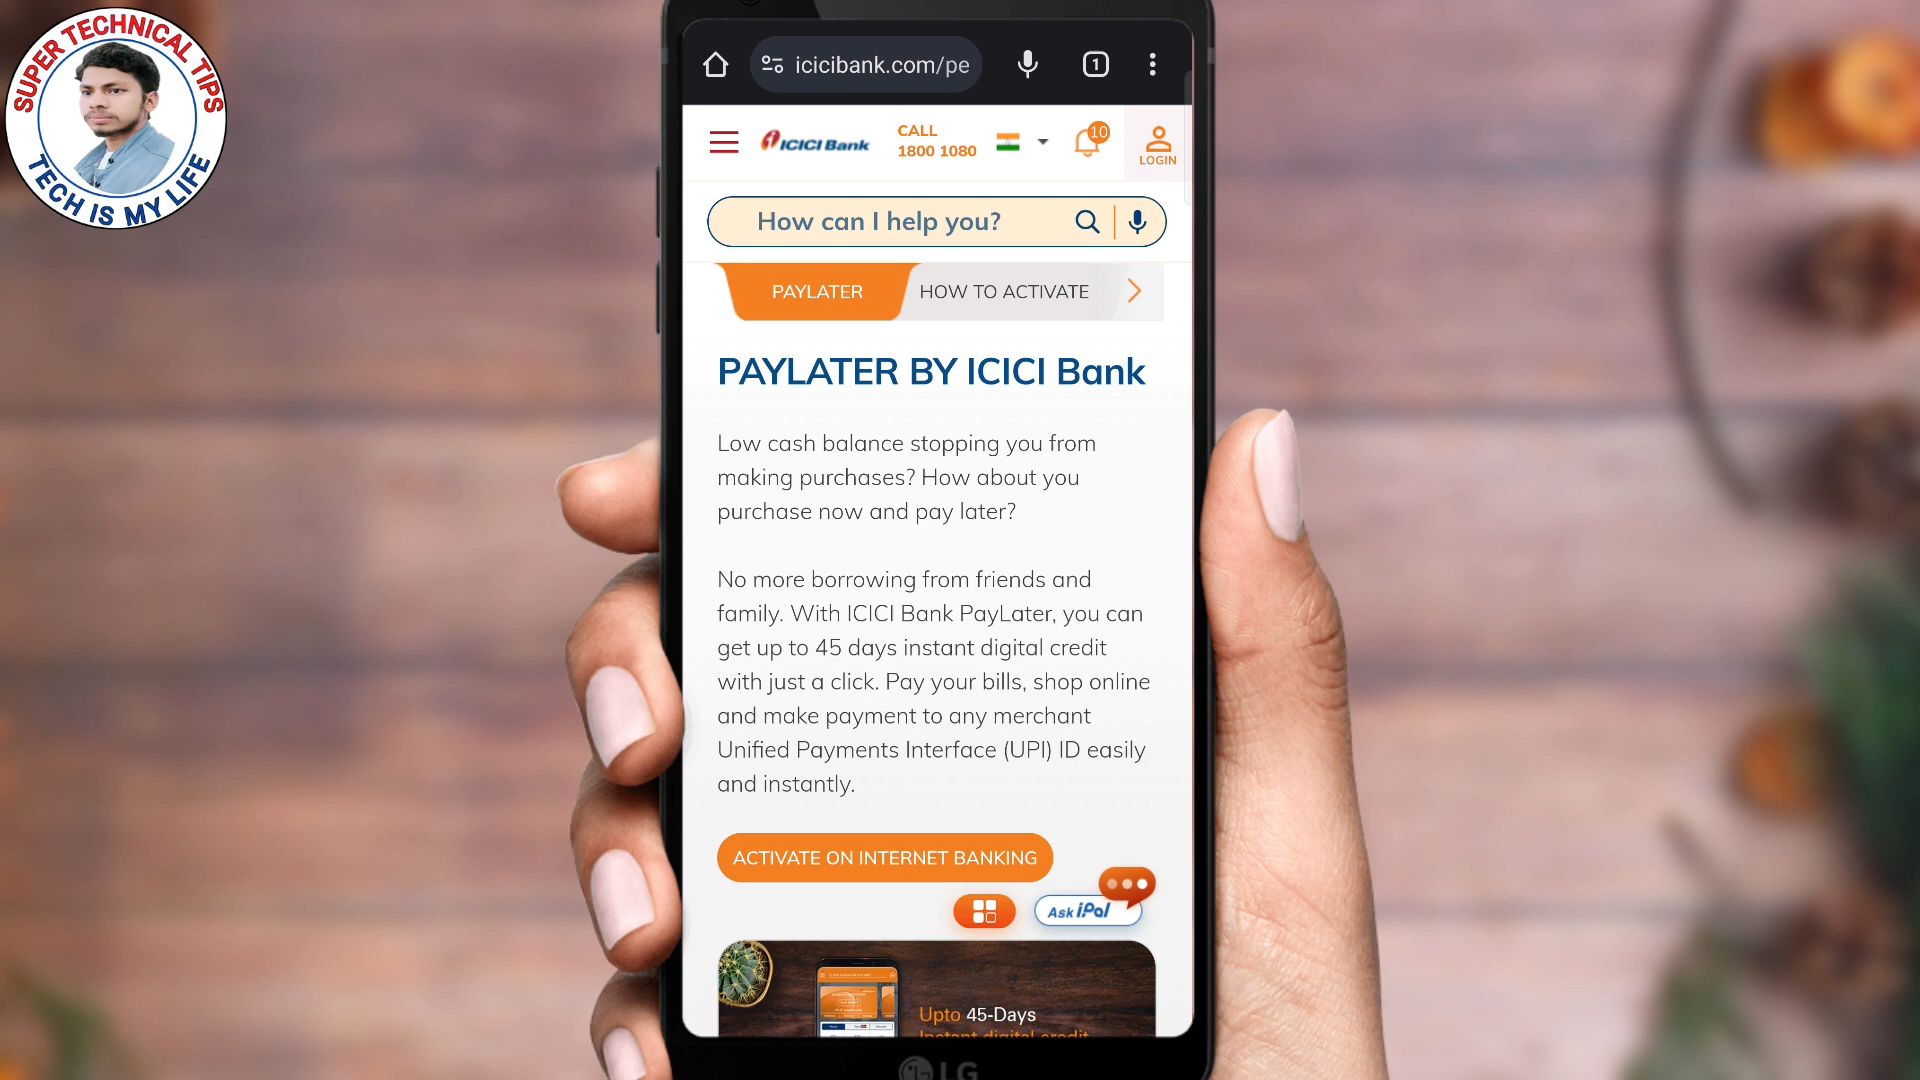 SUPER TECHNICAL TIPS
TECH IS MY LIFE
icicibank.com/pe
1
ICICI Bank
CALL
1800 1080
10
LOGIN
How can I help you?
PAYLATER
HOW TO ACTIVATE
PAYLATER BY ICICI Bank
Low cash balance stopping you from
making purchases? How about you
purchase now and pay later?
No more borrowing from friends and
family. With ICICI Bank PayLater, you can
get up to 45 days instant digital credit
with just a click. Pay your bills, shop online
and make payment to any merchant
Unified Payments Interface (UPI) ID easily
and instantly.
ACTIVATE ON INTERNET BANKING
Ask iPal
Upto 45-Days
Instant digital credit
LG